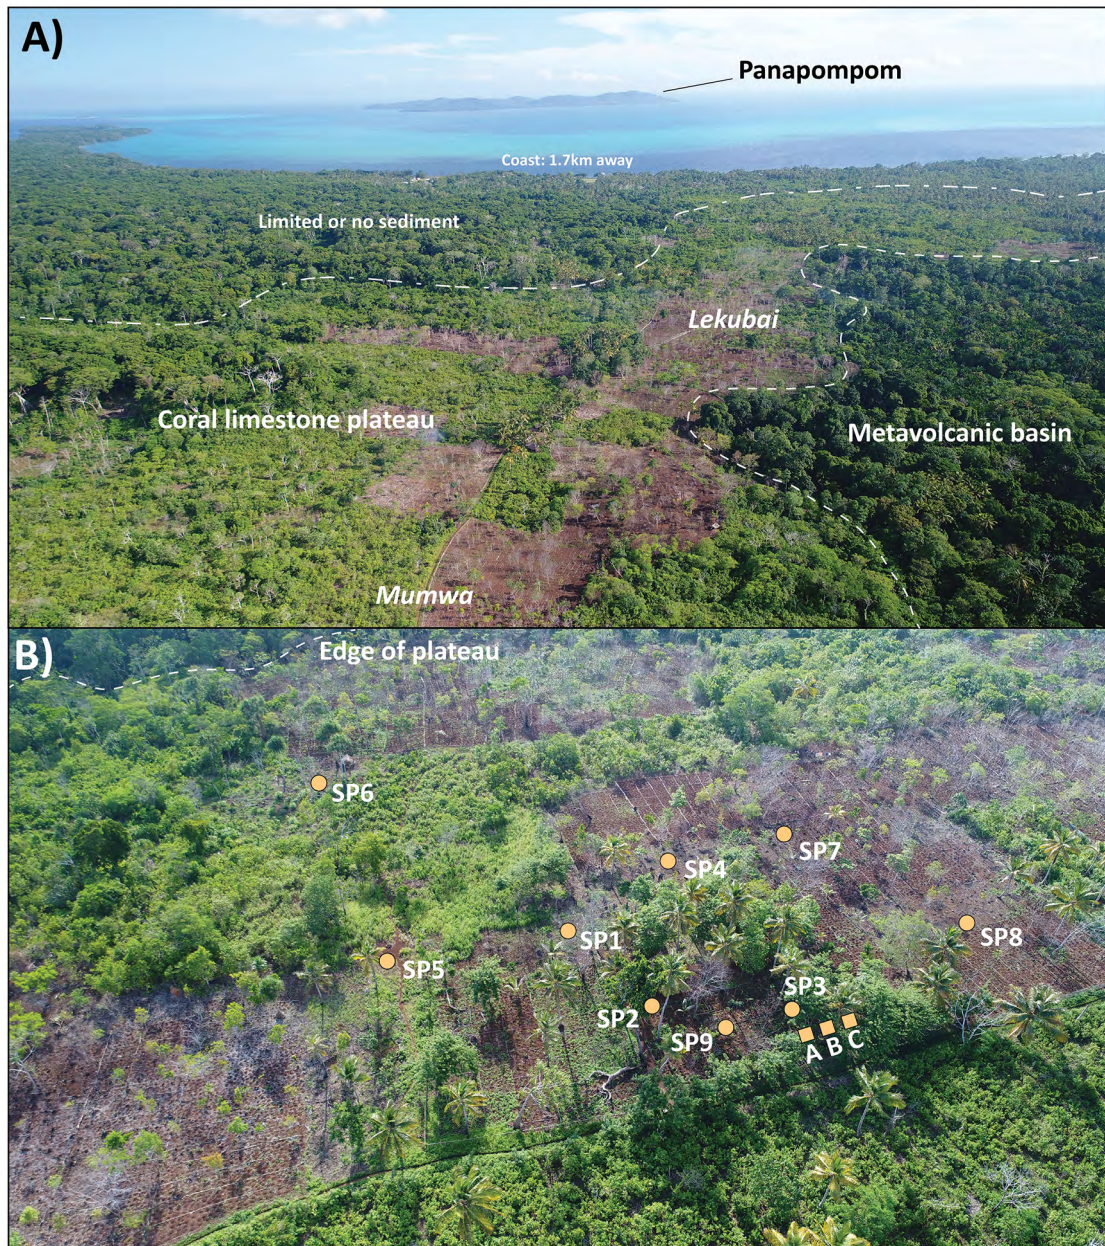 A)
Panapompom
Coast: 1.7km away
Limited or no sediment
Lekubai
Coral limestone plateau
Metavolcanic basin
Mumwa
B)
Edge of plateau
SP6
SP7
SP4
SP1
SP8
SP5
SP3
SP2
SP9
A B C